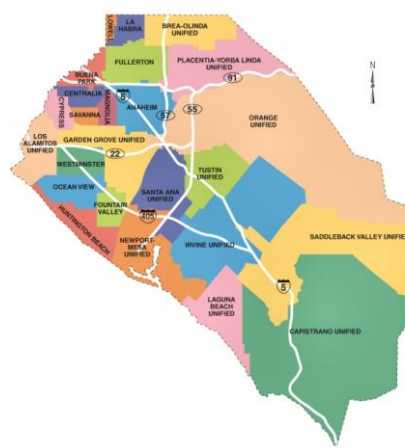 LOWELL
LA
HABRA
BREA-OLINDA
UNIFIED
FULLERTON
PLACENTIA-YORBA LINDA
UNIFIED
BUENA
PARK
5
91
CENTRALIA
ANAHEIM
CYPRESS
MAGNOLIA
SAVANNA
57
55
ORANGE
UNIFIED
LOS
ALAMITOS
UNIFIED
GARDEN GROVE UNIFIED
22
WESTMINSTER
TUSTIN
UNIFIED
OCEAN VIEW
SANTA ANA
UNIFIED
FOUNTAIN
VALLEY
405
HUNTINGTON BEACH
NEWPORT-
MESA
UNIFIED
IRVINE UNIFIED
SADDLEBACK VALLEY UNIFIED
5
LAGUNA
BEACH
UNIFIED
CAPISTRANO UNIFIED
N